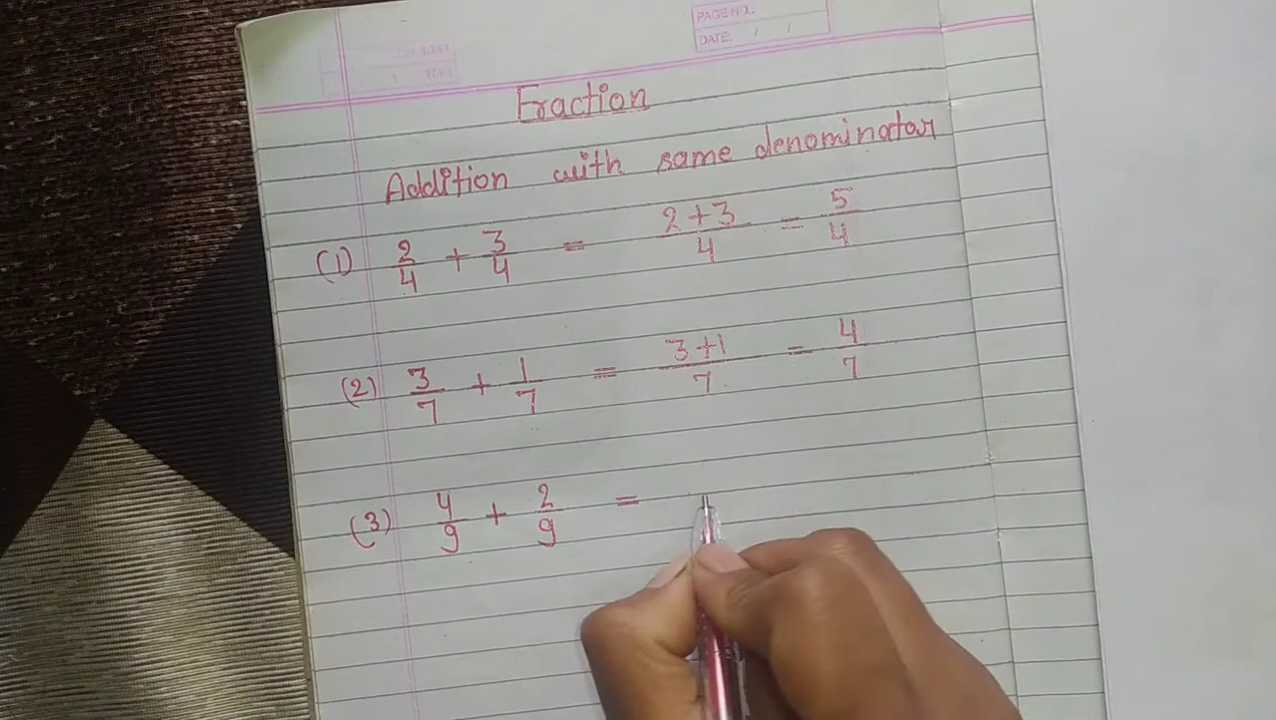 PAGE NO.:
DATE: / /
Fraction
Addition with same denominator
(1) 2/4 + 3/4 = 2+3/4 = 5/4
(2) 3/7 + 1/7 = 3+1/7 = 4/7
(3) 4/9 + 2/9 =